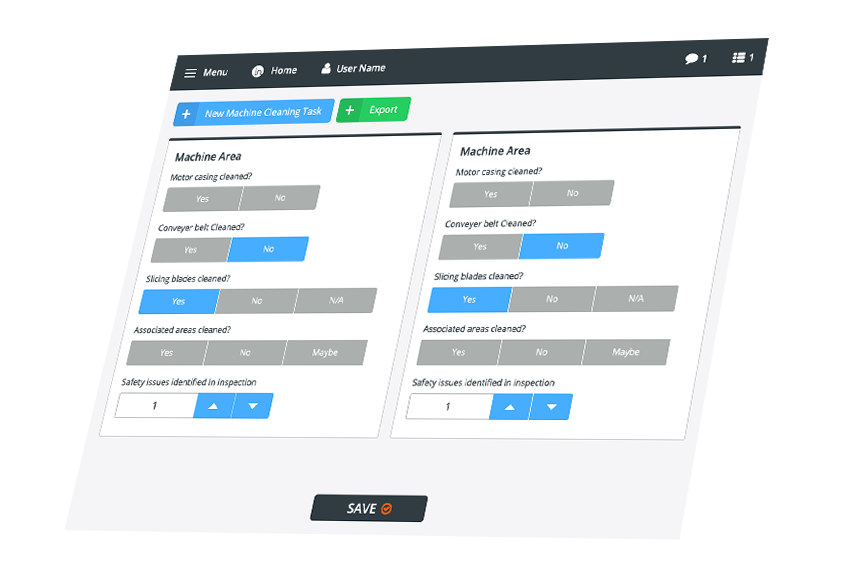 Menu in Home User Name 1 1
+ New Machine Cleaning Task + Export
Machine Area
Motor casing cleaned?
Yes No
Conveyer belt Cleaned?
Yes No
Slicing blades cleaned?
Yes No N/A
Associated areas cleaned?
Yes No Maybe
Safety issues identified in inspection
1
Machine Area
Motor casing cleaned?
Yes No
Conveyer belt Cleaned?
Yes No
Slicing blades cleaned?
Yes No N/A
Associated areas cleaned?
Yes No Maybe
Safety issues identified in inspection
1
SAVE